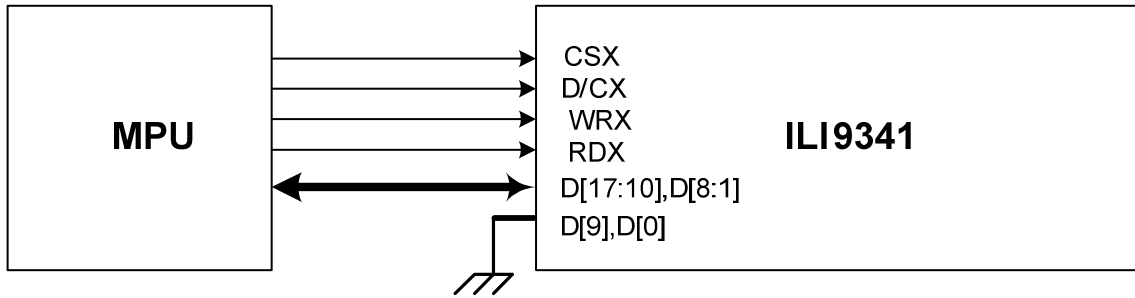 MPU
CSX
D/CX
WRX
RDX
D[17:10],D[8:1]
D[9],D[0]
ILI9341